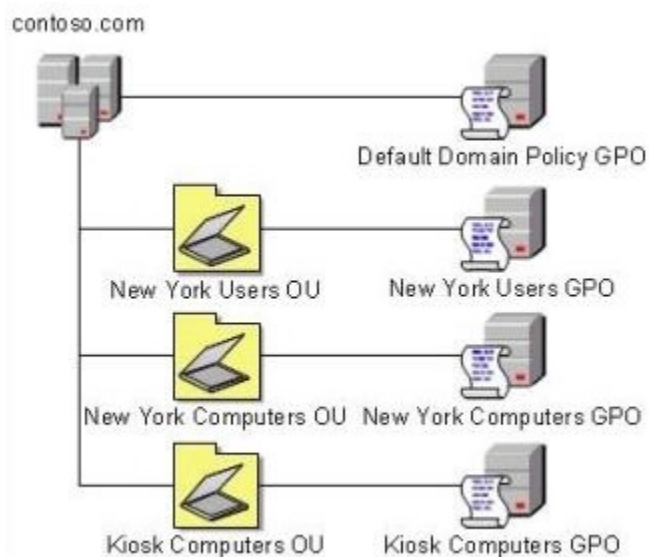 contoso.com
Default Domain Policy GPO
New York Users OU
New York Users GPO
New York Computers OU
New York Computers GPO
Kiosk Computers OU
Kiosk Computers GPO